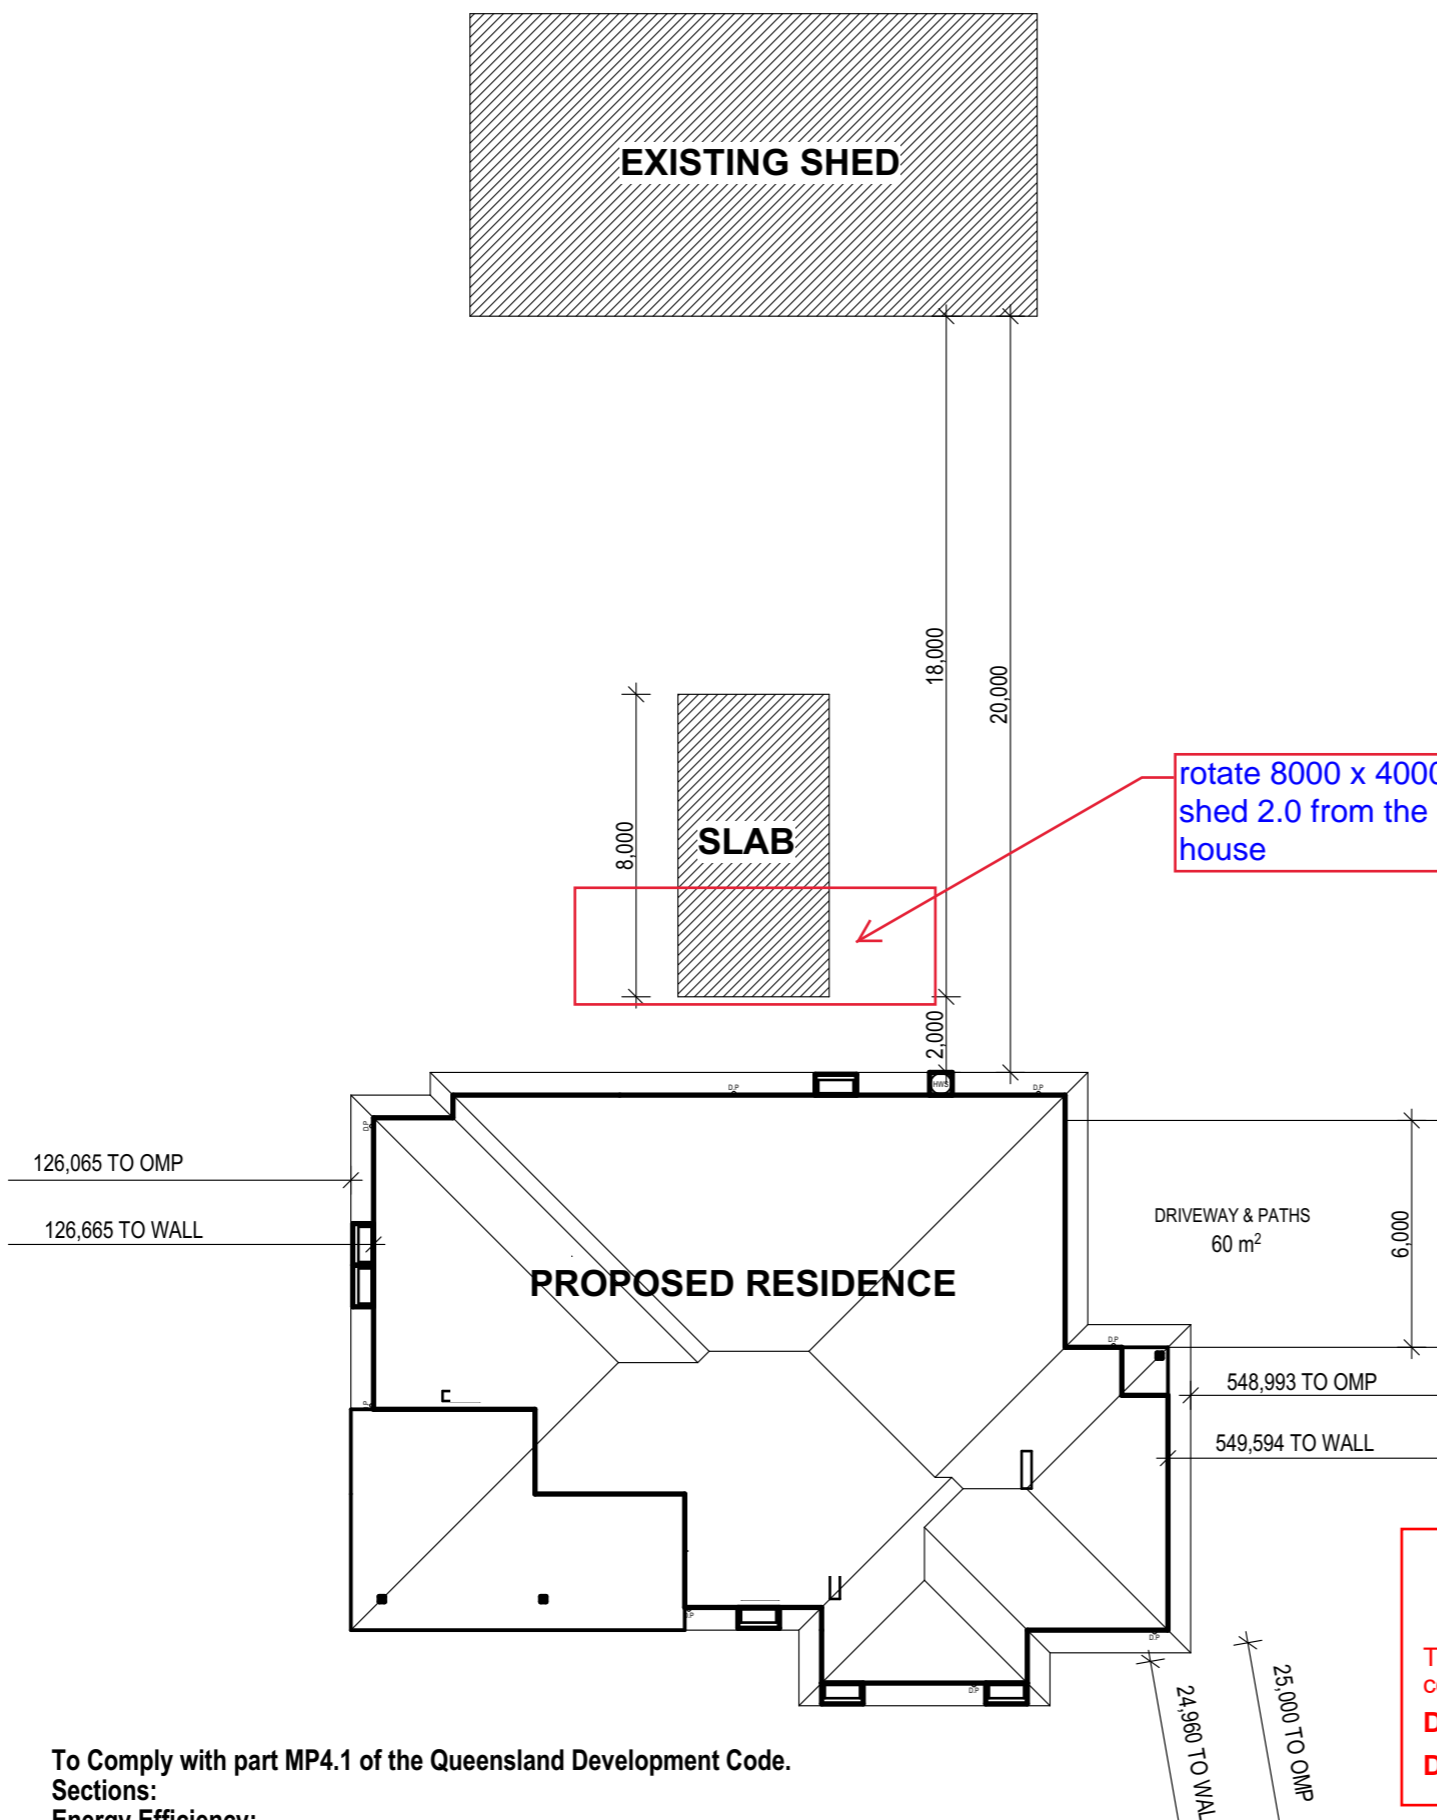 EXISTING SHED
18,000
20,000
rotate 8000 x 4000
shed 2.0 from the
house
8,000
SLAB
2,000
D.P
HWS
D.P
D.P
126,065 TO OMP
126,665 TO WALL
DRIVEWAY & PATHS
60 m²
6,000
PROPOSED RESIDENCE
D.P
548,993 TO OMP
D.P
549,594 TO WALL
D.P
D.P
D.P
24,960 TO WAL
25,000 TO OMP
To Comply with part MP4.1 of the Queensland Development Code.
Sections:
Energy Efficiency: